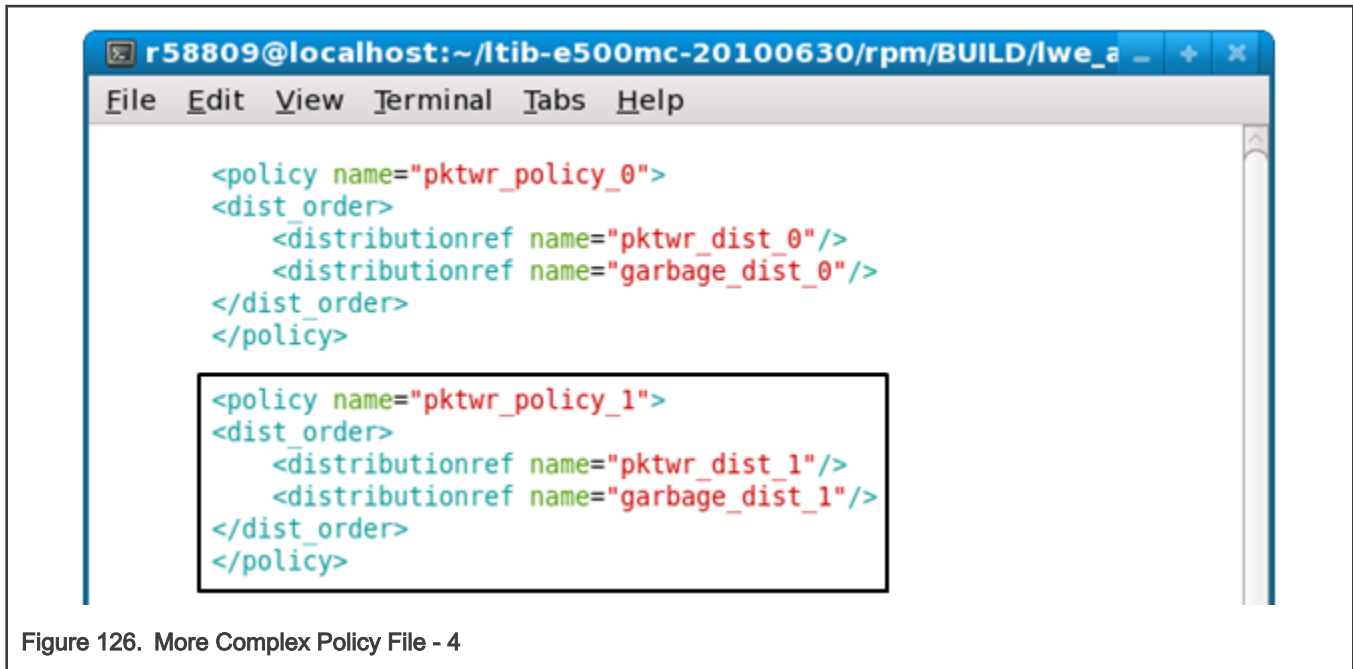 r58809@localhost:~/ltib-e500mc-20100630/rpm/BUILD/lwe_a
File Edit View Terminal Tabs Help
<policy name="pktwr_policy_0">
<dist_order>
<distributionref name="pktwr_dist_0"/>
<distributionref name="garbage_dist_0"/>
</dist_order>
</policy>
<policy name="pktwr_policy_1">
<dist_order>
<distributionref name="pktwr_dist_1"/>
<distributionref name="garbage_dist_1"/>
</dist_order>
</policy>
Figure 126. More Complex Policy File - 4